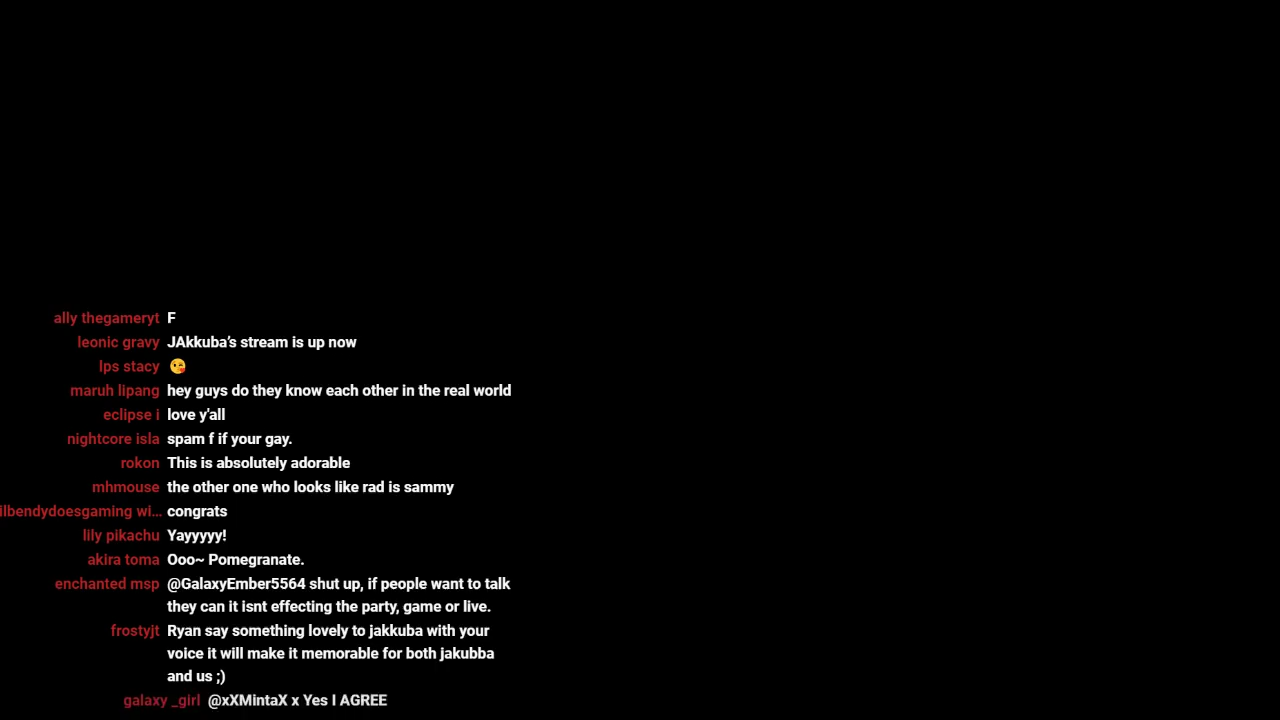 ally thegameryt F
leonic gravy JAkkuba's stream is up now
lps stacy 😘
maruh lipang hey guys do they know each other in the real world
eclipse i love y'all
nightcore isla spam f if your gay.
rokon This is absolutely adorable
mhmouse the other one who looks like rad is sammy
ilbendydoesgaming wi... congrats
lily pikachu Yayyyyy!
akira toma Ooo~ Pomegranate.
enchanted msp @GalaxyEmber5564 shut up, if people want to talk
they can it isnt effecting the party, game or live.
frostyjt Ryan say something lovely to jakkuba with your
voice it will make it memorable for both jakubba
and us ;)
galaxy _girl @xXMintaX x Yes I AGREE